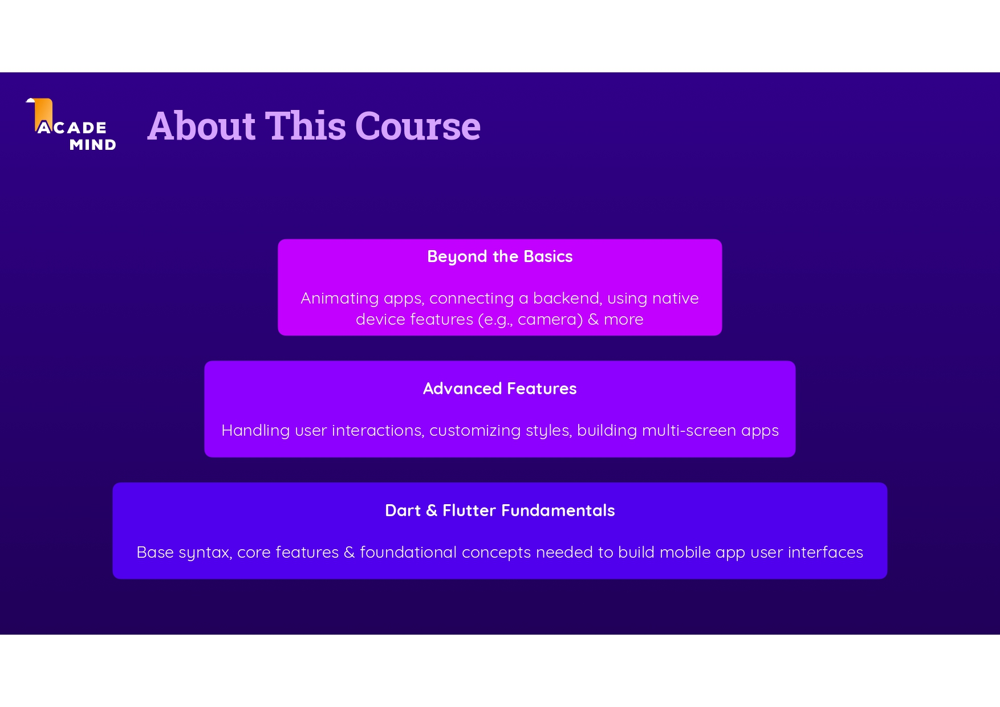 ACADE
MIND
About This Course
Beyond the Basics
Animating apps, connecting a backend, using native
device features (e.g., camera) & more
Advanced Features
Handling user interactions, customizing styles, building multi-screen apps
Dart & Flutter Fundamentals
Base syntax, core features & foundational concepts needed to build mobile app user interfaces